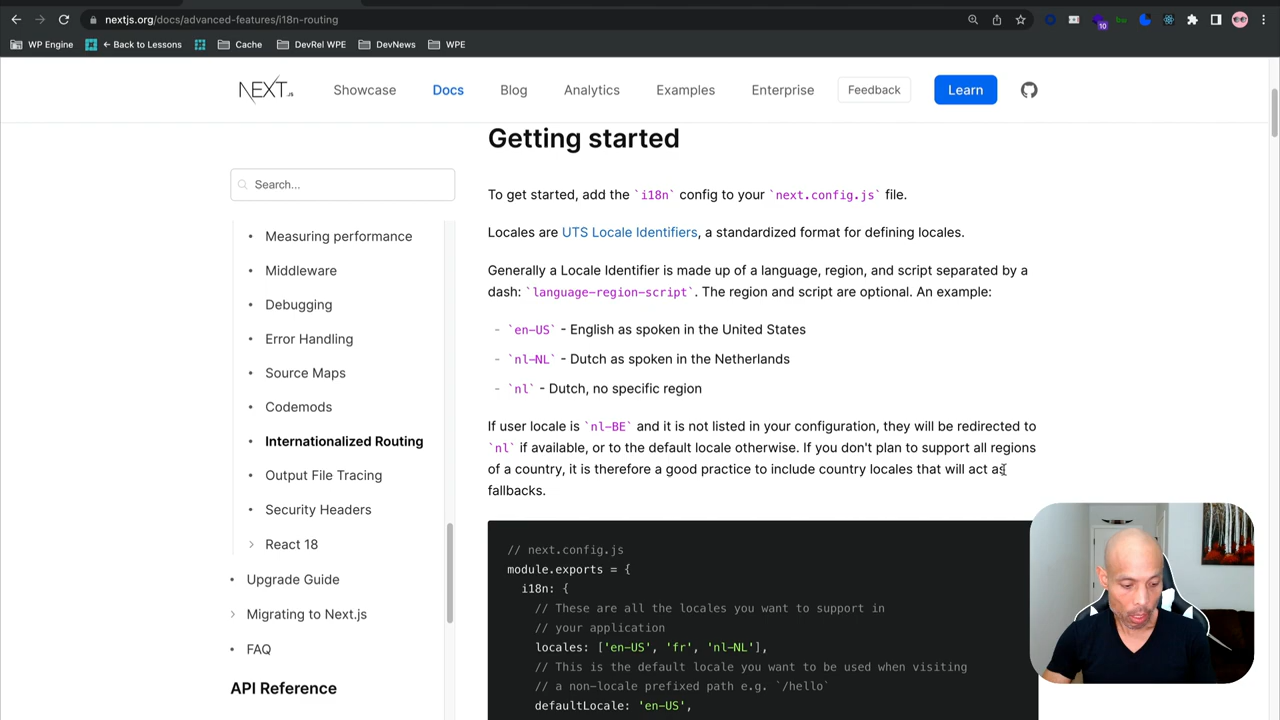 nextjs.org/docs/advanced-features/i18n-routing
10
WP Engine
← Back to Lessons
Cache
DevRel WPE
DevNews
WPE
NEXT.JS
Showcase
Docs
Blog
Analytics
Examples
Enterprise
Feedback
Learn
Search...
Measuring performance
Middleware
Debugging
Error Handling
Source Maps
Codemods
Internationalized Routing
Output File Tracing
Security Headers
React 18
Upgrade Guide
Migrating to Next.js
FAQ
API Reference
Getting started
To get started, add the `i18n` config to your `next.config.js` file.
Locales are UTS Locale Identifiers, a standardized format for defining locales.
Generally a Locale Identifier is made up of a language, region, and script separated by a
dash: `language-region-script`. The region and script are optional. An example:
- `en-US` - English as spoken in the United States
- `nl-NL` - Dutch as spoken in the Netherlands
- `nl` - Dutch, no specific region
If user locale is `nl-BE` and it is not listed in your configuration, they will be redirected to
`nl` if available, or to the default locale otherwise. If you don't plan to support all regions
of a country, it is therefore a good practice to include country locales that will act as
fallbacks.
// next.config.js
module.exports = {
i18n: {
// These are all the locales you want to support in
// your application
locales: ['en-US', 'fr', 'nl-NL'],
// This is the default locale you want to be used when visiting
// a non-locale prefixed path e.g. `/hello`
defaultLocale: 'en-US',